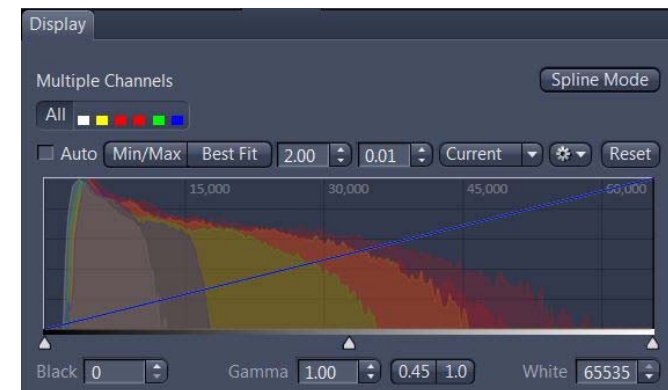 Display
Multiple Channels
Spline Mode
All
Auto Min/Max Best Fit 2.00 0.01 Current Reset
15,000 30,000 45,000 60,000
Black 0 Gamma 1.00 0.45 1.0 White 65535